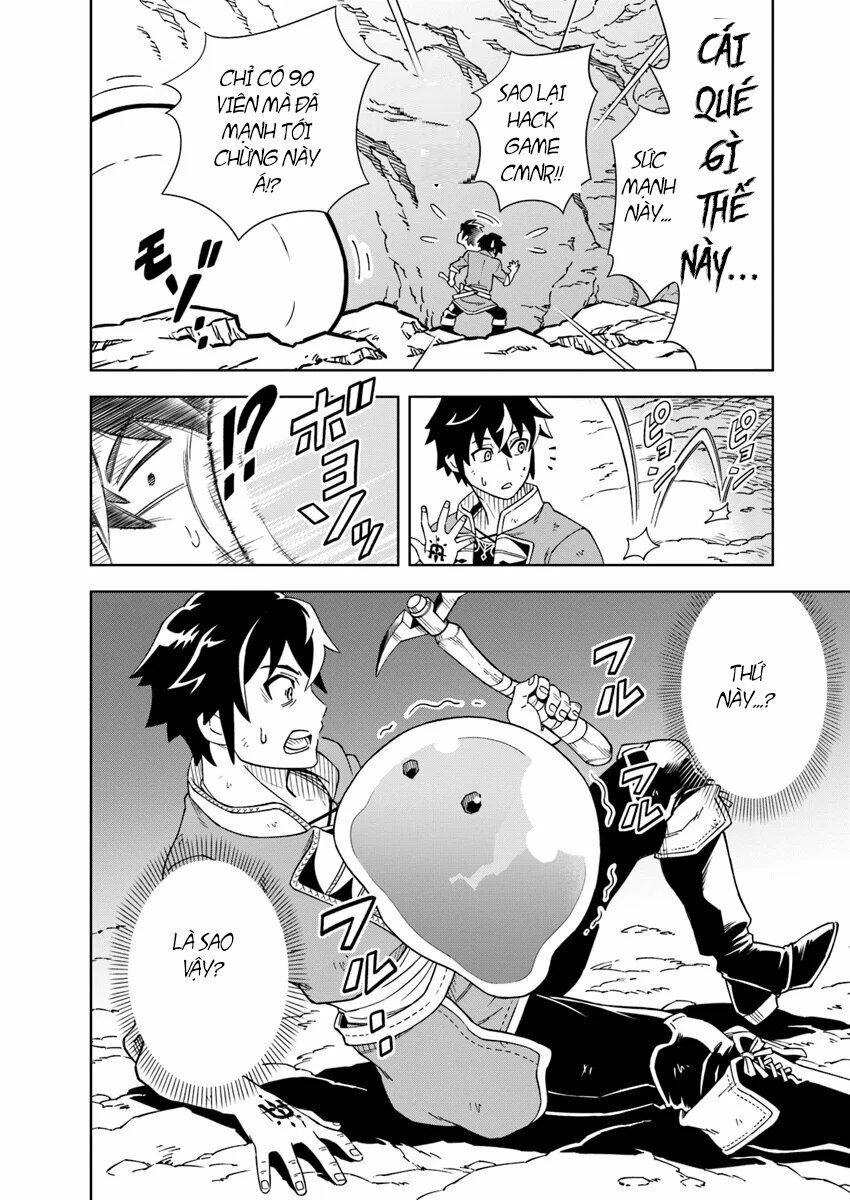 CÁI
QUÉ
GÌ
THẾ
NÀY...
SỨC
MẠNH
NÀY...
SAO LẠI
HACK
GAME
CMNR!!
CHỈ CÓ 90
VIÊN MÀ ĐÃ
MẠNH TỚI
CHỪNG NÀY
Á!?
モゾ
ピョン
ピョン
ボヨンッ
!?
THỨ
NÀY...?
フル
フル
フル…
LÀ SAO
VẬY?